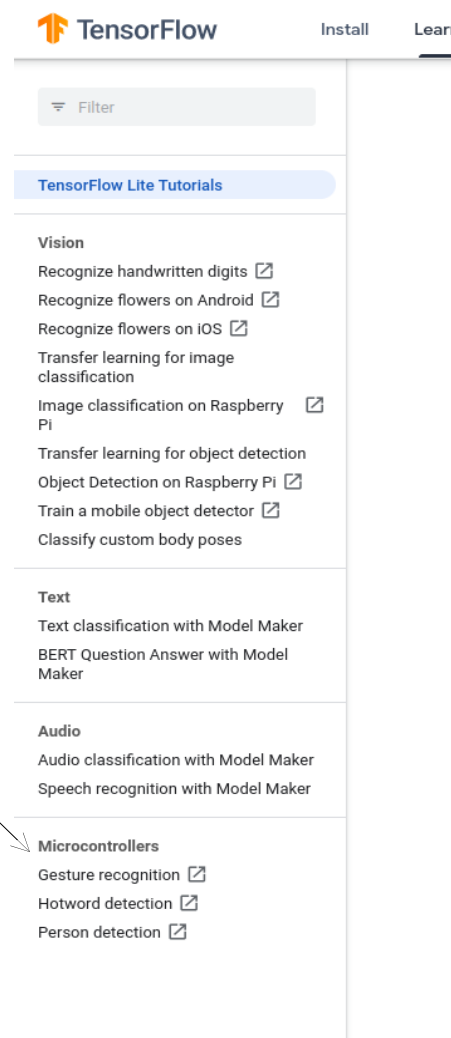 TensorFlow Install Lear
Filter
TensorFlow Lite Tutorials
Vision
Recognize handwritten digits
Recognize flowers on Android
Recognize flowers on iOS
Transfer learning for image
classification
Image classification on Raspberry
Pi
Transfer learning for object detection
Object Detection on Raspberry Pi
Train a mobile object detector
Classify custom body poses
Text
Text classification with Model Maker
BERT Question Answer with Model
Maker
Audio
Audio classification with Model Maker
Speech recognition with Model Maker
Microcontrollers
Gesture recognition
Hotword detection
Person detection